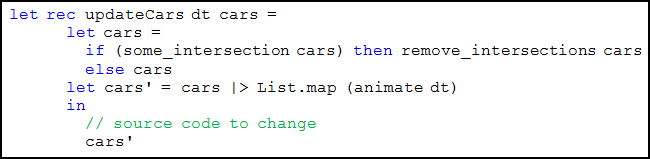 let rec updateCars dt cars =
let cars =
if (some_intersection cars) then remove_intersections cars
else cars
let cars' = cars |> List.map (animate dt)
in
// source code to change
cars'